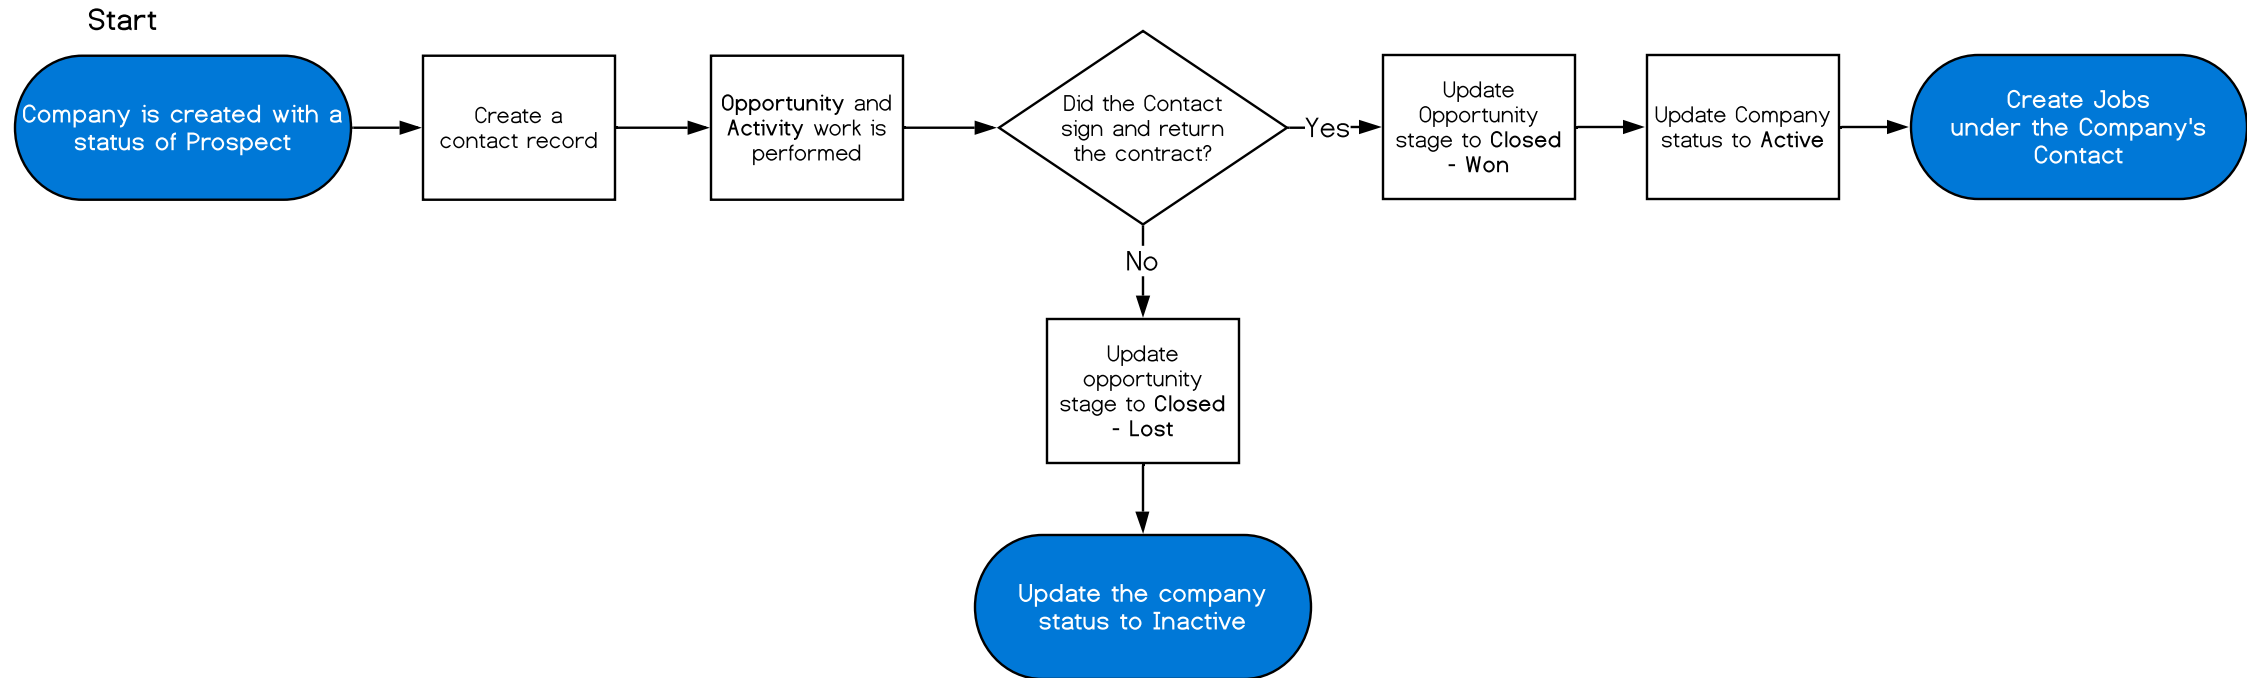 Start
Company is created with a
status of Prospect
Create a
contact record
Opportunity and
Activity work is
performed
Did the Contact
sign and return
the contract?
Yes
Update
Opportunity
stage to Closed
- Won
Update Company
status to Active
Create Jobs
under the Company's
Contact
No
Update
opportunity
stage to Closed
- Lost
Update the company
status to Inactive